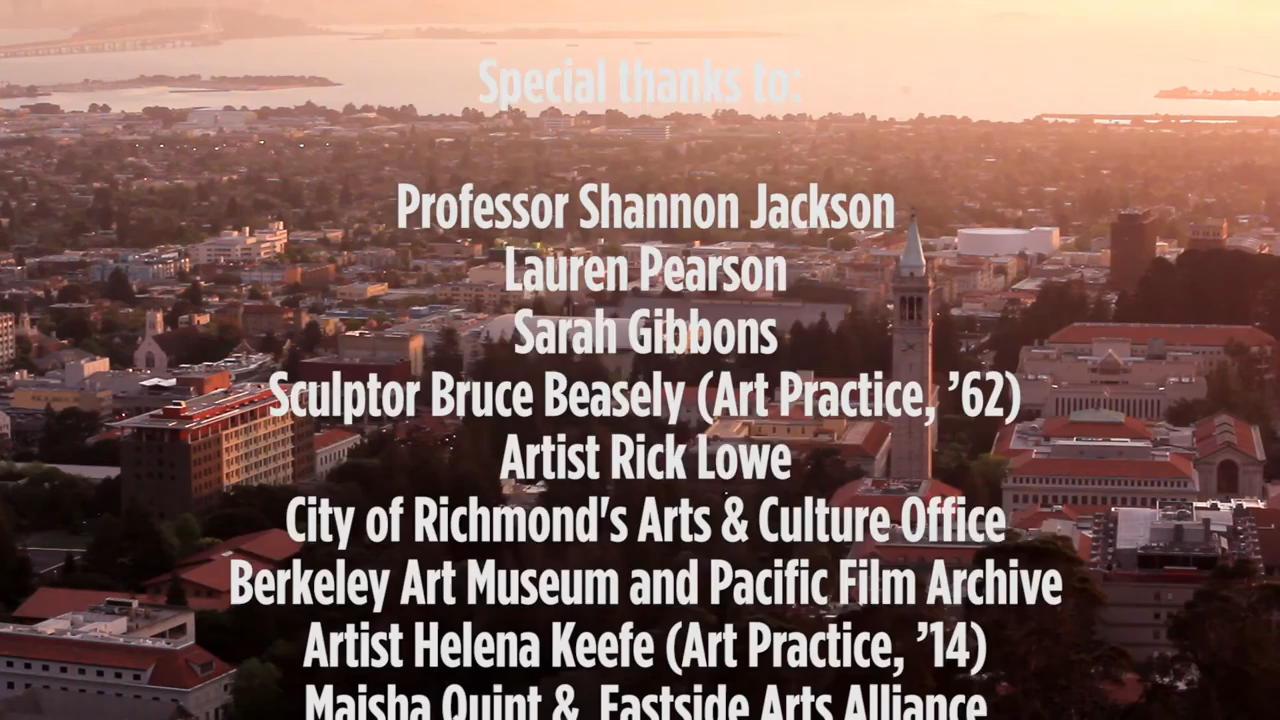 Special thanks to:
Professor Shannon Jackson
Lauren Pearson
Sarah Gibbons
Sculptor Bruce Beasely (Art Practice, ’62)
Artist Rick Lowe
City of Richmond's Arts & Culture Office
Berkeley Art Museum and Pacific Film Archive
Artist Helena Keefe (Art Practice, ’14)
Maisha Quint & Eastside Arts Alliance